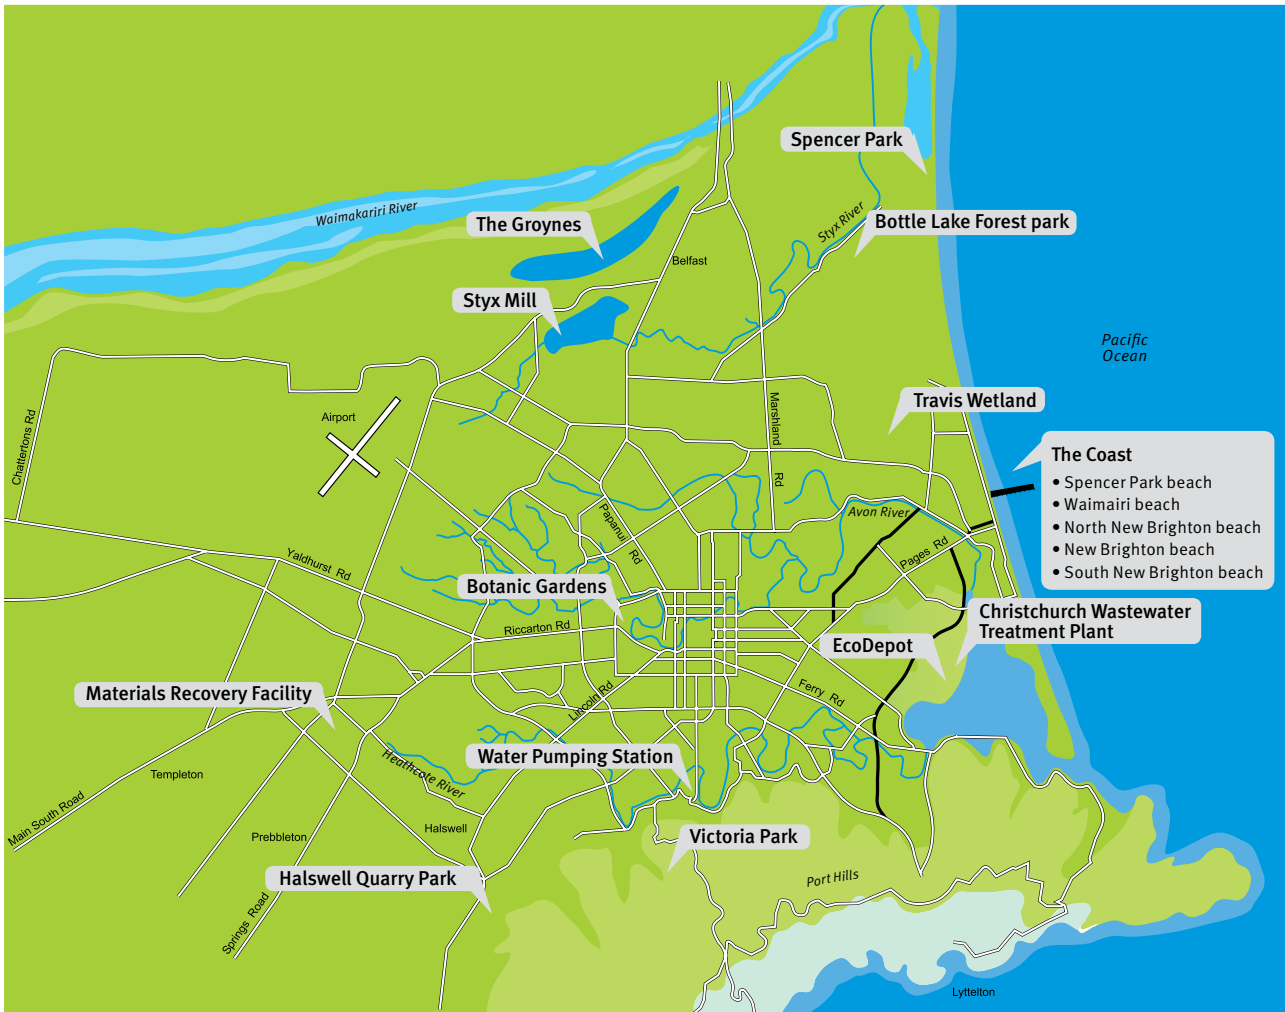 Spencer Park
Waimakariri River
The Groynes
Styx River
Bottle Lake Forest park
Belfast
Styx Mill
Pacific
Ocean
Chattertons Rd
Airport
Marshland Rd
Travis Wetland
The Coast
• Spencer Park beach
• Waimairi beach
• North New Brighton beach
• New Brighton beach
• South New Brighton beach
Papanui Rd
Avon River
Pages Rd
Yaldhurst Rd
Botanic Gardens
Riccarton Rd
Christchurch Wastewater
Treatment Plant
EcoDepot
Materials Recovery Facility
Lincoln Rd
Ferry Rd
Water Pumping Station
Heathcote River
Templeton
Main South Road
Prebbleton
Halswell
Victoria Park
Halswell Quarry Park
Port Hills
Springs Road
Lyttelton